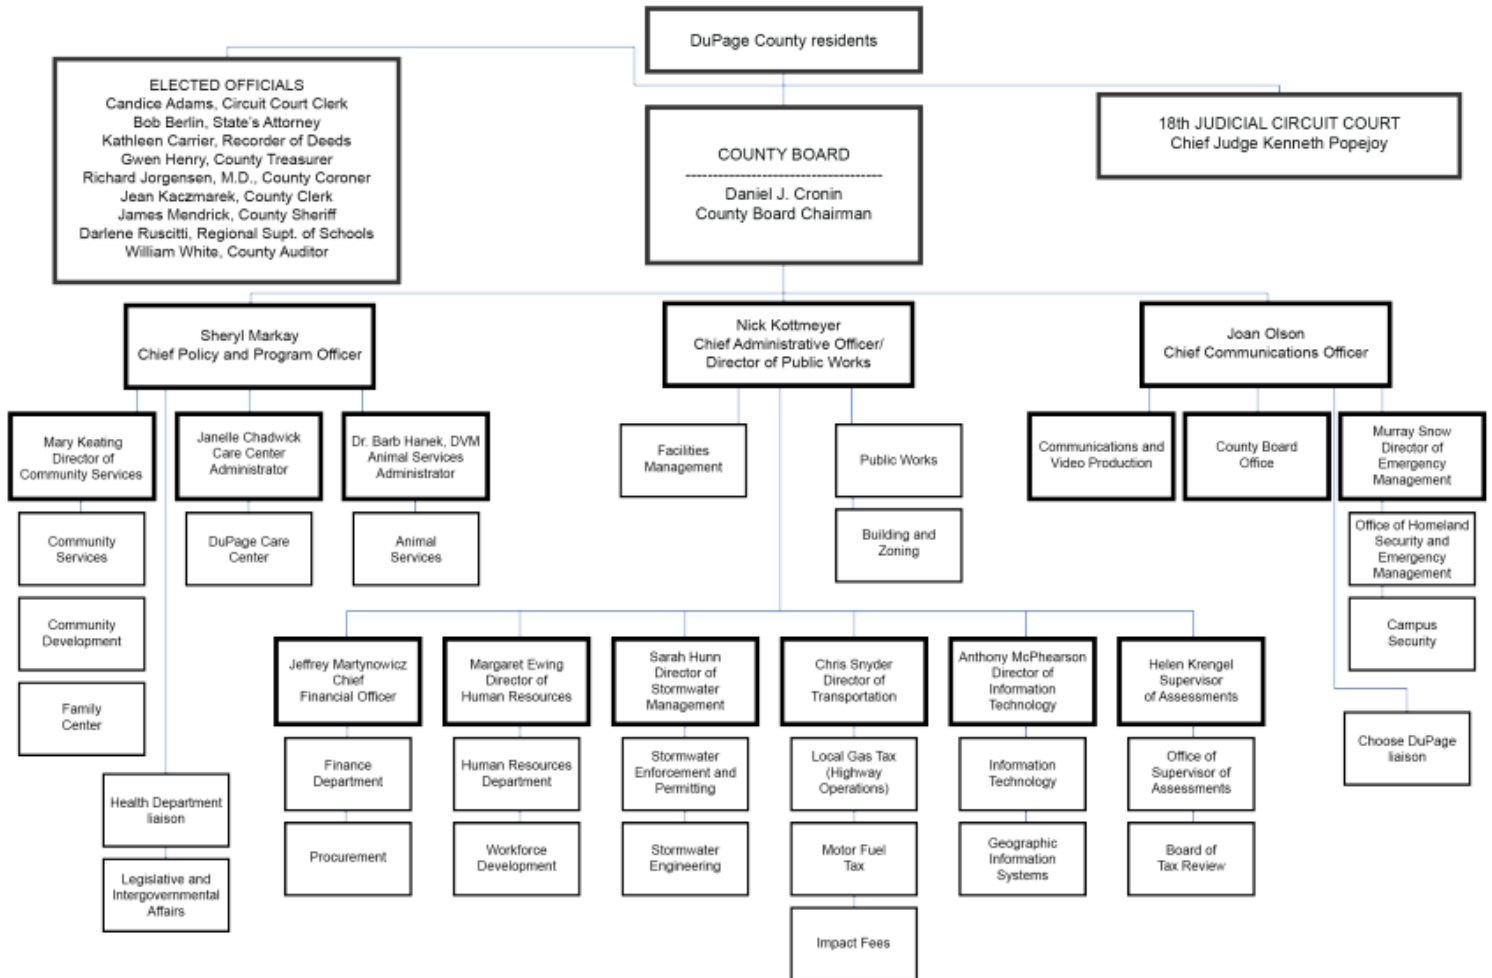 DuPage County residents
ELECTED OFFICIALS
Candice Adams, Circuit Court Clerk
Bob Berlin, State's Attorney
Kathleen Carrier, Recorder of Deeds
Gwen Henry, County Treasurer
Richard Jorgensen, M.D., County Coroner
Jean Kaczmarek, County Clerk
James Mendrick, County Sheriff
Darlene Ruscitti, Regional Supt. of Schools
William White, County Auditor
COUNTY BOARD
-----------------------------------
Daniel J. Cronin
County Board Chairman
18th JUDICIAL CIRCUIT COURT
Chief Judge Kenneth Popejoy
Sheryl Markay
Chief Policy and Program Officer
Nick Kottmeyer
Chief Administrative Officer/
Director of Public Works
Joan Olson
Chief Communications Officer
Mary Keating
Director of
Community Services
Janelle Chadwick
Care Center
Administrator
Dr. Barb Hanek, DVM
Animal Services
Administrator
Facilities
Management
Public Works
Communications and
Video Production
County Board
Office
Murray Snow
Director of
Emergency
Management
Community
Services
DuPage Care
Center
Animal
Services
Building and
Zoning
Office of Homeland
Security and
Emergency
Management
Community
Development
Campus
Security
Family
Center
Jeffrey Martynowicz
Chief
Financial Officer
Margaret Ewing
Director of
Human Resources
Sarah Hunn
Director of
Stormwater
Management
Chris Snyder
Director of
Transportation
Anthony McPhearson
Director of
Information
Technology
Helen Krengel
Supervisor
of Assessments
Choose DuPage
liaison
Health Department
liaison
Finance
Department
Human Resources
Department
Stormwater
Enforcement and
Permitting
Local Gas Tax
(Highway
Operations)
Information
Technology
Office of
Supervisor of
Assessments
Legislative and
Intergovernmental
Affairs
Procurement
Workforce
Development
Stormwater
Engineering
Motor Fuel
Tax
Geographic
Information
Systems
Board of
Tax Review
Impact Fees